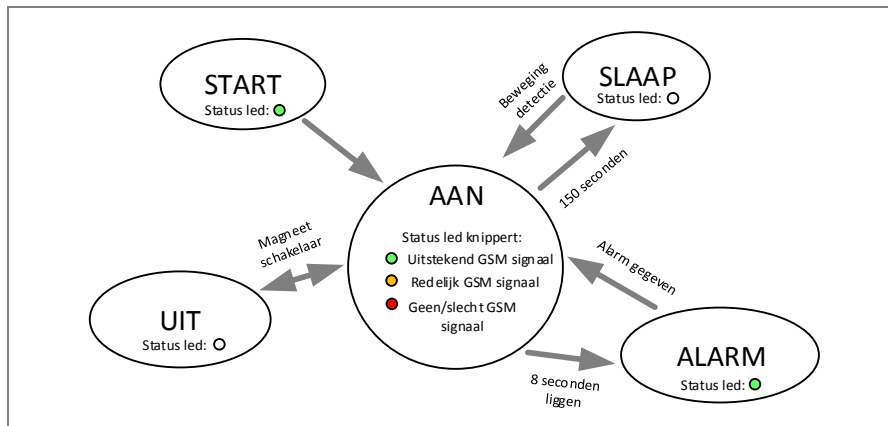 START
Status led:
SLAAP
Status led:
Beweging
detectie
150 seconden
AAN
Status led knippert:
Uitstekend GSM signaal
Redelijk GSM signaal
Geen/slecht GSM
signaal
Magneet
schakelaar
UIT
Status led:
Alarm gegeven
8 seconden
liggen
ALARM
Status led: